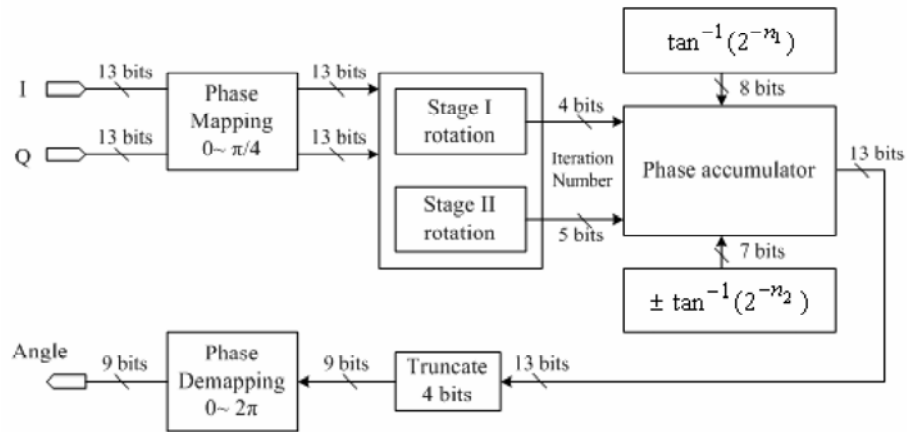 I
13 bits
Q
13 bits
Phase
Mapping
0~ π/4
13 bits
13 bits
Stage I
rotation
Stage II
rotation
4 bits
Iteration
Number
5 bits
tan⁻¹(2^{-n₁})
8 bits
Phase accumulator
13 bits
7 bits
± tan⁻¹(2^{-n₂})
Angle
9 bits
Phase
Demapping
0~ 2π
9 bits
Truncate
4 bits
13 bits